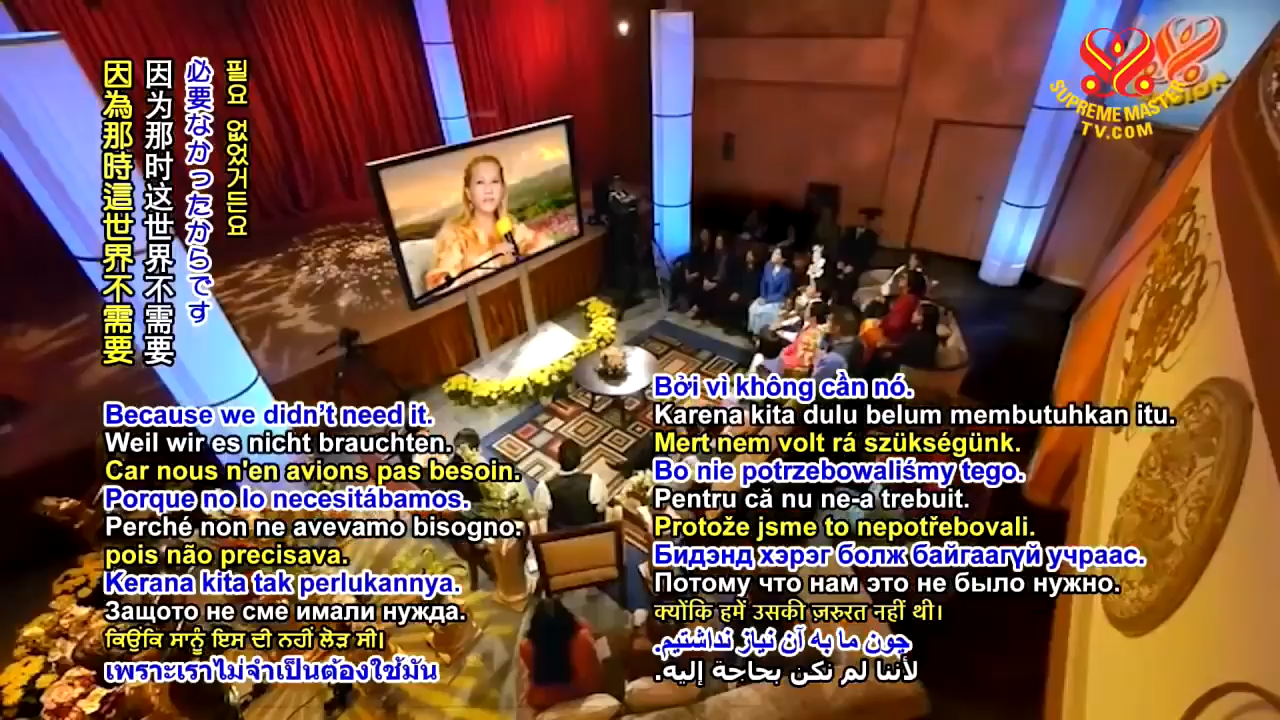 SUPREME MASTER
TV.COM
필요 없었거든요
必要なかったからです
因为那时这世界不需要
因為那時這世界不需要
Because we didn't need it.
Weil wir es nicht brauchten.
Car nous n'en avions pas besoin.
Porque no lo necesitábamos.
Perché non ne avevamo bisogno.
pois não precisava.
Kerana kita tak perlukannya.
Защото не сме имали нужда.
ਕਿਉਂਕਿ ਸਾਨੂੰ ਇਸ ਦੀ ਨਹੀਂ ਲੋੜ ਸੀ।
เพราะเราไม่จำเป็นต้องใช้มัน
Bởi vì không cần nó.
Karena kita dulu belum membutuhkan itu.
Mert nem volt rá szükségünk.
Bo nie potrzebowaliśmy tego.
Pentru că nu ne-a trebuit.
Protože jsme to nepotřebovali.
Бидэнд хэрэг болж байгаагүй учраас.
Потому что нам это не было нужно.
क्योंकि हमें उसकी ज़रुरत नहीं थी।
چون ما به آن نیاز نداشتیم.
لأننا لم نكن بحاجة إليه.